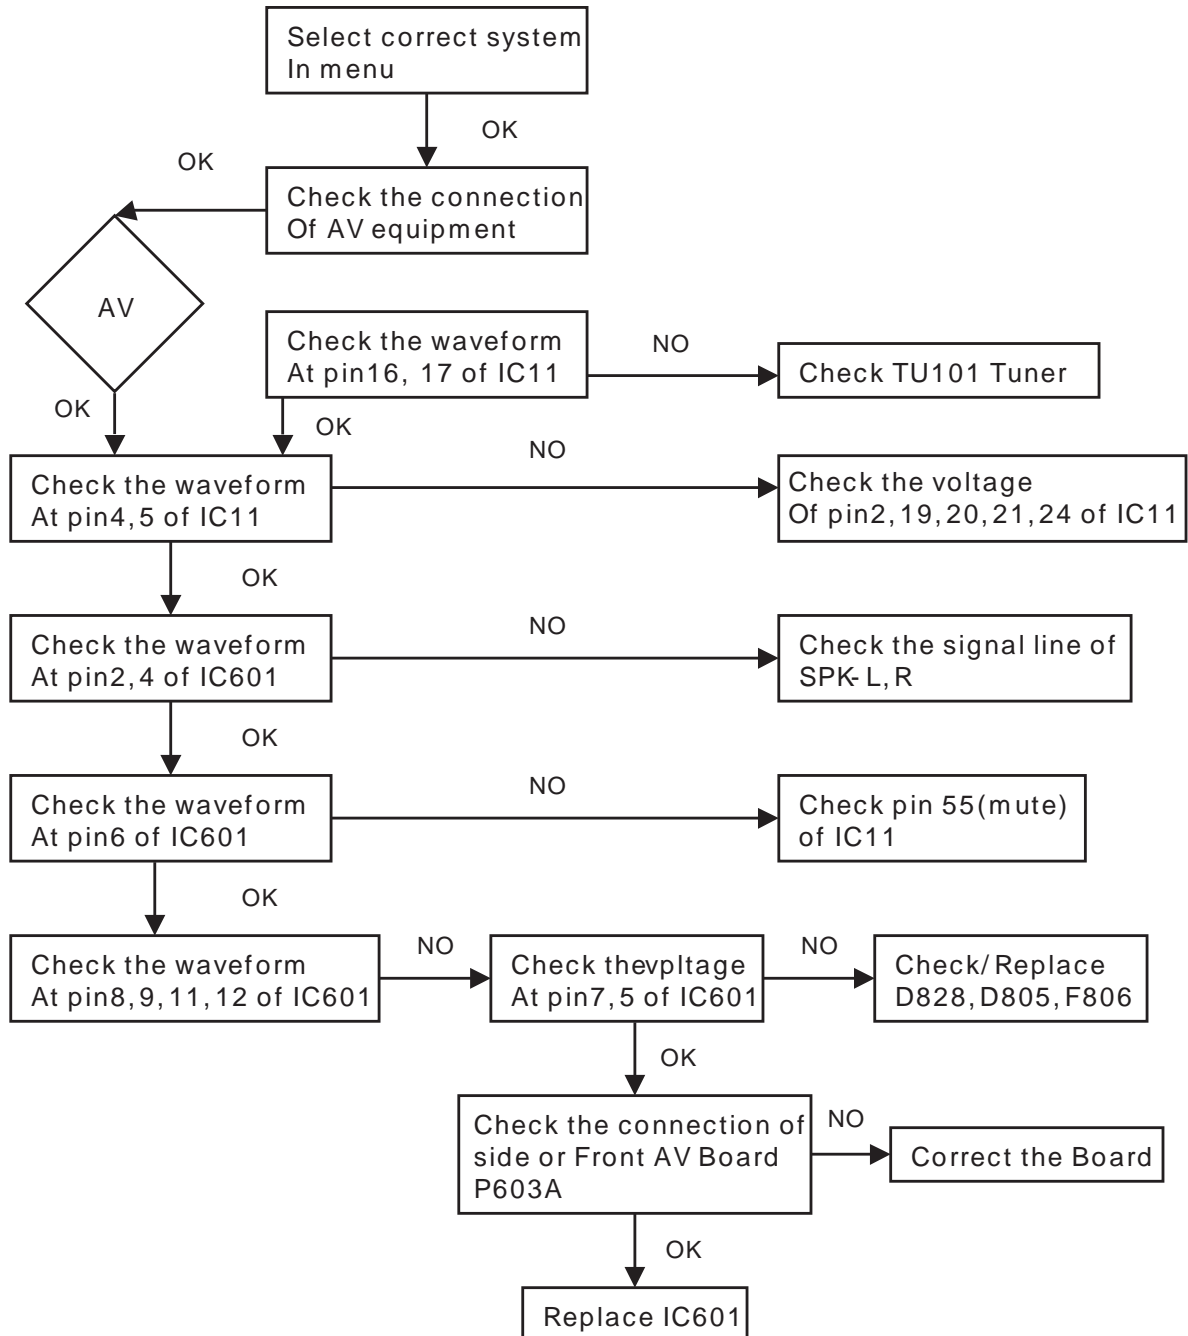 Select correct system
In menu
OK
OK
Check the connection
Of AV equipment
AV
Check the waveform
At pin16, 17 of IC11
NO
Check TU101 Tuner
OK
OK
Check the waveform
At pin4,5 of IC11
NO
Check the voltage
Of pin2,19,20,21,24 of IC11
OK
Check the waveform
At pin2,4 of IC601
NO
Check the signal line of
SPK-L,R
OK
Check the waveform
At pin6 of IC601
NO
Check pin 55(mute)
of IC11
OK
Check the waveform
At pin8,9,11,12 of IC601
NO
Check thevpltage
At pin7,5 of IC601
NO
Check/Replace
D828,D805,F806
OK
Check the connection of
side or Front AV Board
P603A
NO
Correct the Board
OK
Replace IC601